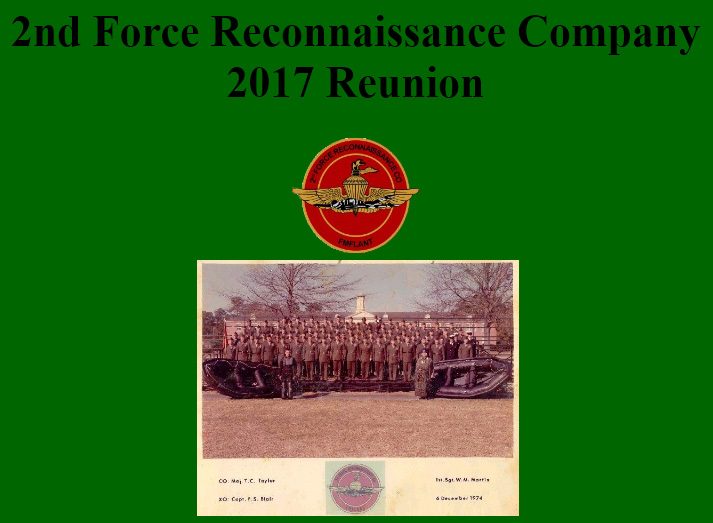 2nd Force Reconnaissance Company
2017 Reunion
2ND FORCE RECONNAISSANCE CO
FMFLANT
CO: Maj. T.C. Taylor
1st.Sgt. W.M. Morris
XO: Capt. F.S. Blair
6 December 1974